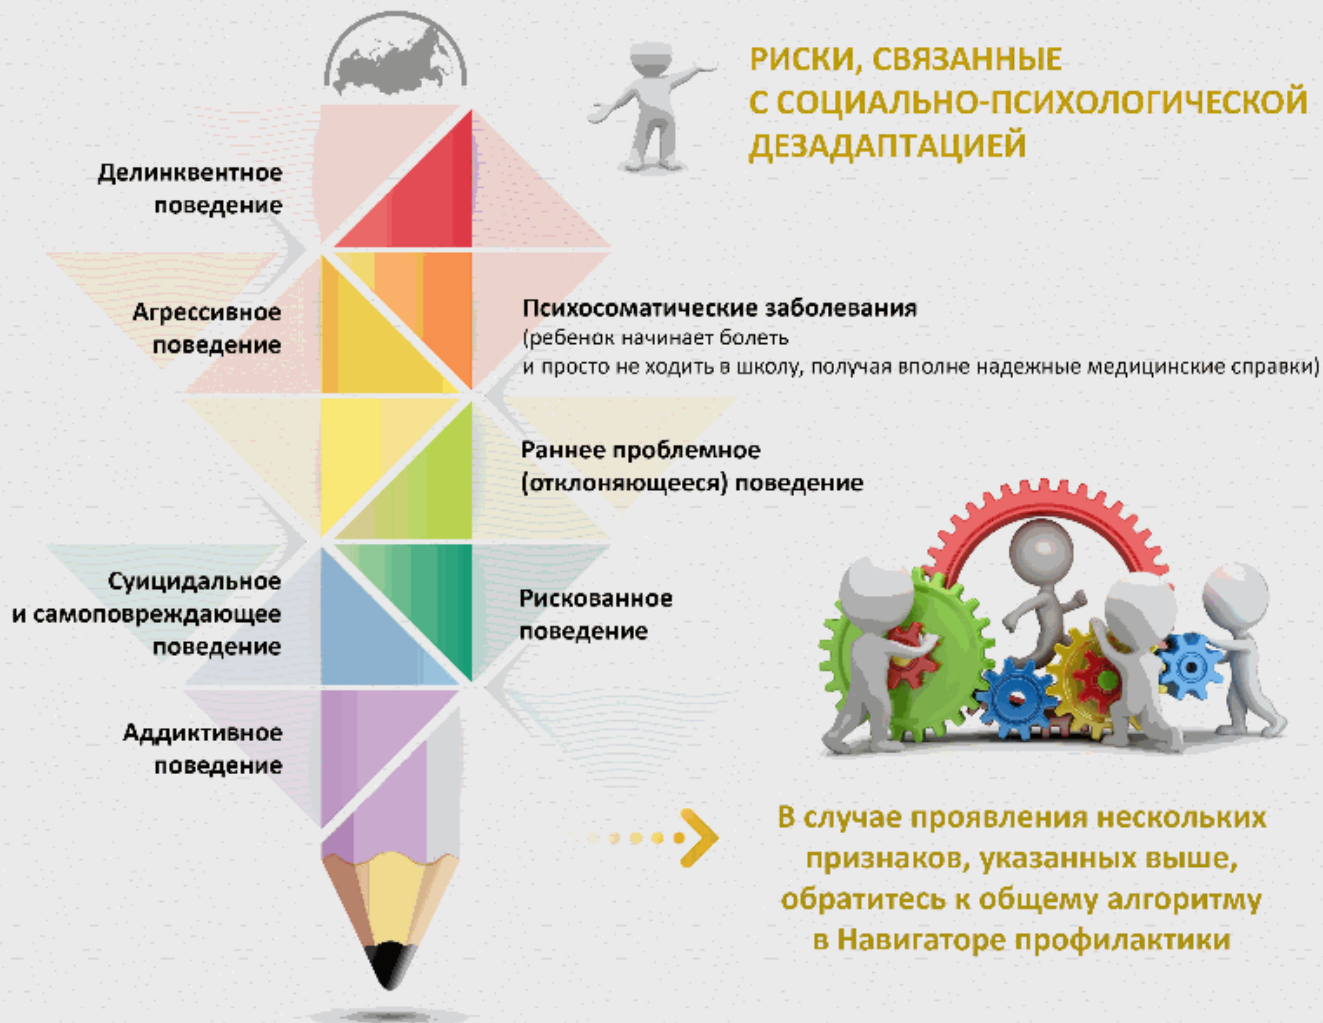 РИСКИ, СВЯЗАННЫЕ
С СОЦИАЛЬНО-ПСИХОЛОГИЧЕСКОЙ
ДЕЗАДАПТАЦИЕЙ
Делинквентное
поведение
Агрессивное
поведение
Психосоматические заболевания
(ребенок начинает болеть
и просто не ходить в школу, получая вполне надежные медицинские справки)
Раннее проблемное
(отклоняющееся) поведение
Суицидальное
и самоповреждающее
поведение
Рискованное
поведение
Аддиктивное
поведение
В случае проявления нескольких
признаков, указанных выше,
обратитесь к общему алгоритму
в Навигаторе профилактики